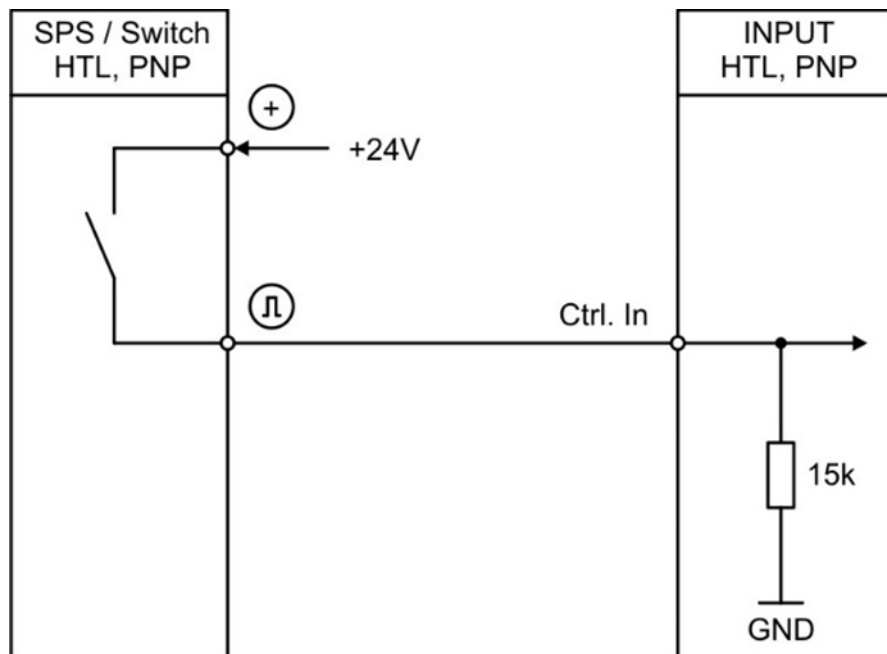 SPS / Switch
HTL, PNP
INPUT
HTL, PNP
+
+24V
Ctrl. In
15k
GND